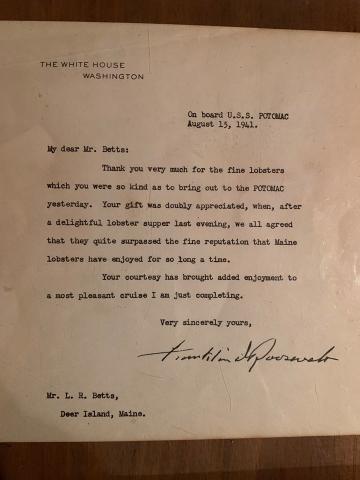 THE WHITE HOUSE
WASHINGTON
On board U.S.S. POTOMAC
August 15, 1941.
My dear Mr. Betts:
Thank you very much for the fine lobsters
which you were so kind as to bring out to the POTOMAC
yesterday. Your gift was doubly appreciated, when, after
a delightful lobster supper last evening, we all agreed
that they quite surpassed the fine reputation that Maine
lobsters have enjoyed for so long a time.
Your courtesy has brought added enjoyment to
a most pleasant cruise I am just completing.
Very sincerely yours,
Franklin D Roosevelt
Mr. L. R. Betts,
Deer Island, Maine.